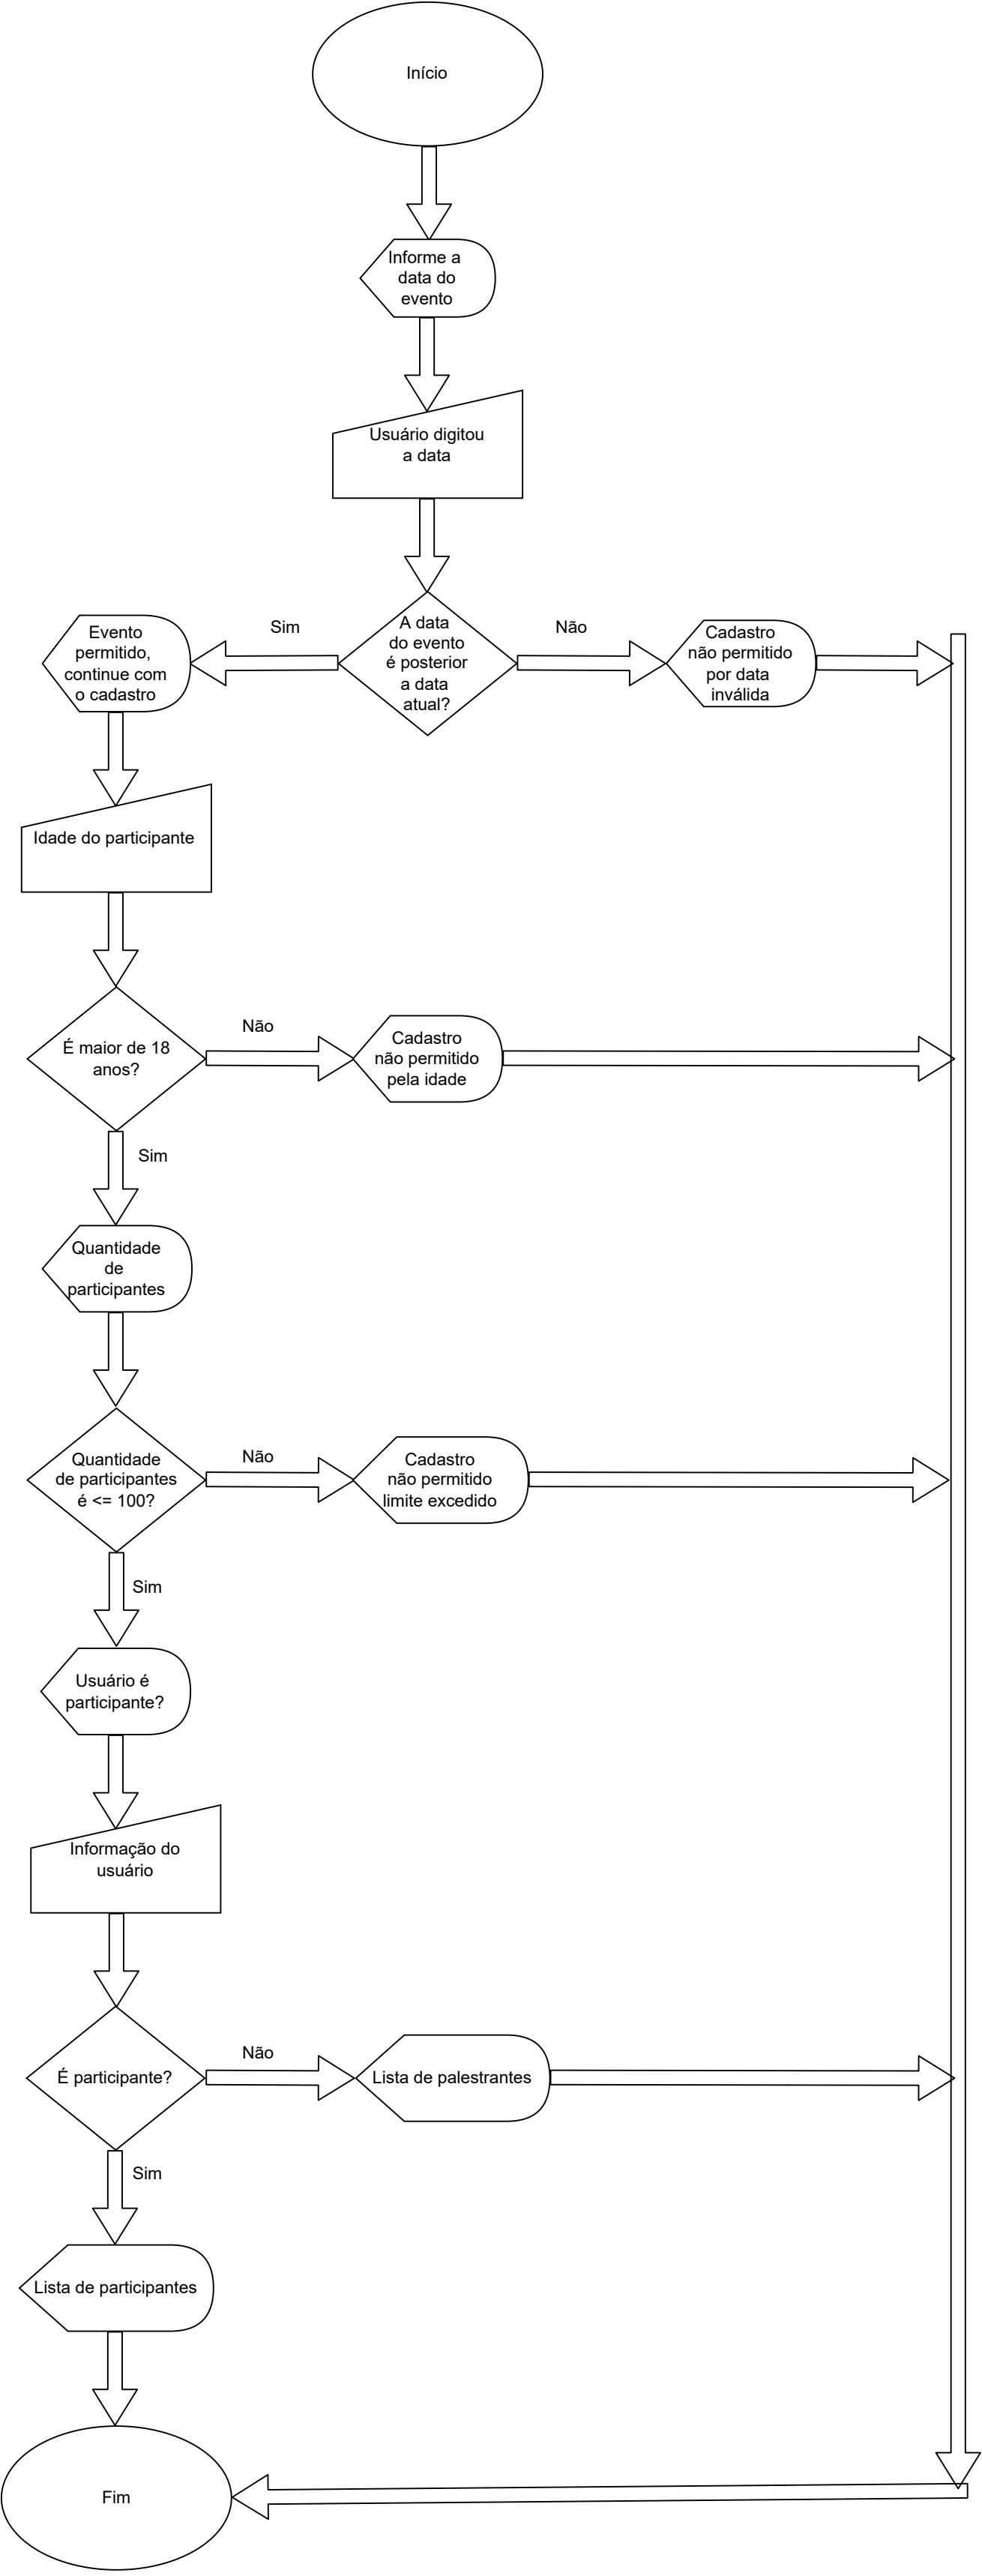 Início
Informe a
data do
evento
Usuário digitou
a data
A data
do evento
é posterior
a data
atual?
Sim
Não
Evento
permitido,
continue com
o cadastro
Cadastro
não permitido
por data
inválida
Idade do participante
É maior de 18
anos?
Não
Cadastro
não permitido
pela idade
Sim
Quantidade
de
participantes
Quantidade
de participantes
é <= 100?
Não
Cadastro
não permitido
limite excedido
Sim
Usuário é
participante?
Informação do
usuário
É participante?
Não
Lista de palestrantes
Sim
Lista de participantes
Fim